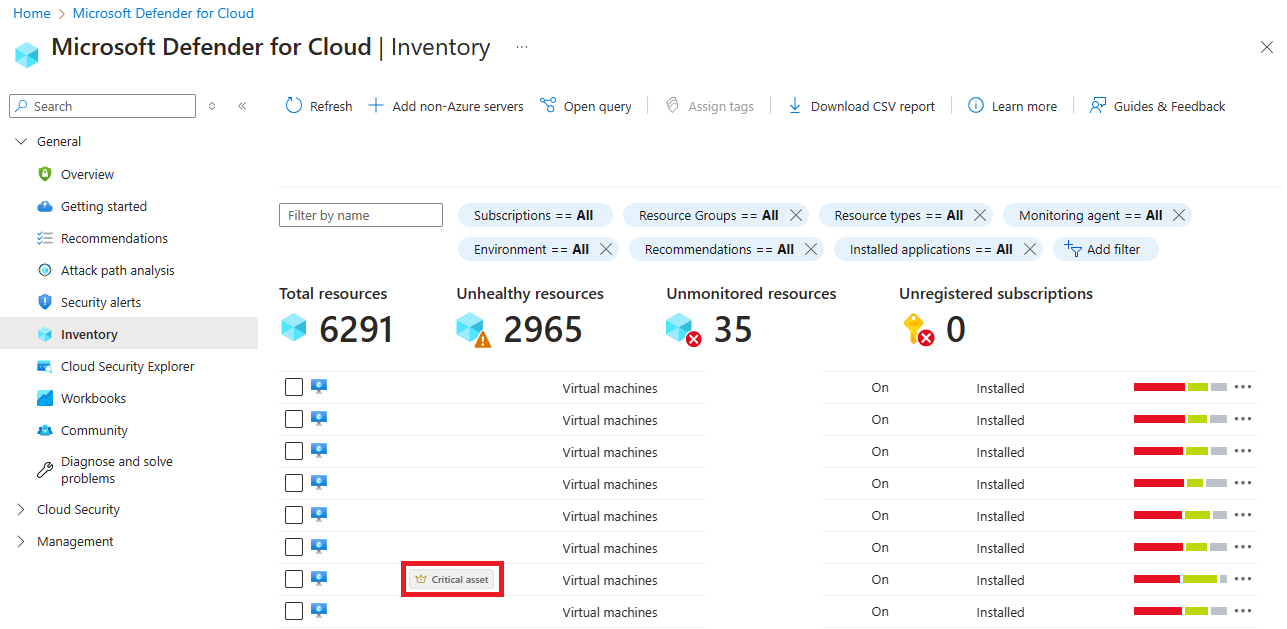 Home > Microsoft Defender for Cloud
Microsoft Defender for Cloud | Inventory ...
Search
General
Overview
Getting started
Recommendations
Attack path analysis
Security alerts
Inventory
Cloud Security Explorer
Workbooks
Community
Diagnose and solve
problems
Cloud Security
Management
Refresh Add non-Azure servers Open query Assign tags Download CSV report Learn more Guides & Feedback
Filter by name Subscriptions == All Resource Groups == All Resource types == All Monitoring agent == All
Environment == All Recommendations == All Installed applications == All Add filter
Total resources Unhealthy resources Unmonitored resources Unregistered subscriptions
6291 2965 35 0
Virtual machines On Installed
Virtual machines On Installed
Virtual machines On Installed
Virtual machines On Installed
Virtual machines On Installed
Virtual machines On Installed
Critical asset Virtual machines On Installed
Virtual machines On Installed